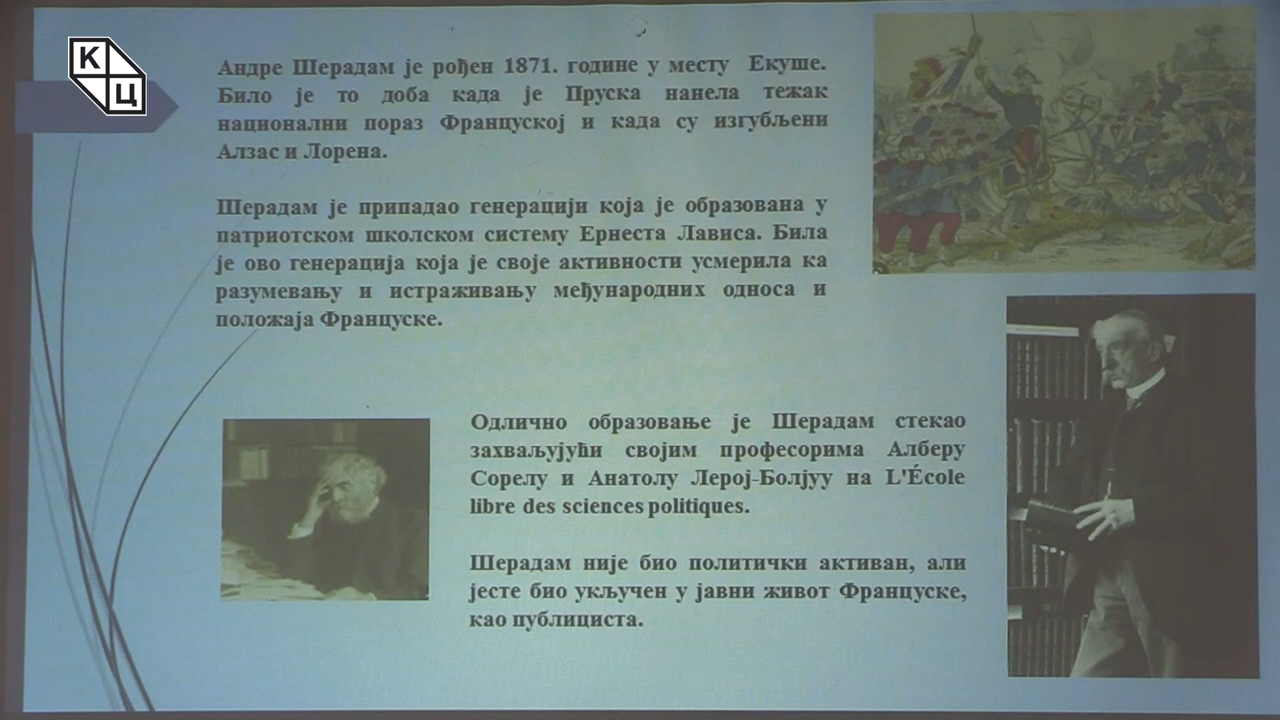 К
Ц
Андре Шерадам је рођен 1871. године у месту Екуше.
Било је то доба када је Пруска нанела тежак
национални пораз Француској и када су изгубљени
Алзас и Лорена.
Шерадам је припадао генерацији која је образована у
патриотском школском систему Ернеста Лависа. Била
је ово генерација која је своје активности усмерила ка
разумевању и истраживању међународних односа и
положаја Француске.
Одлично образовање је Шерадам стекао
захваљујући својим професорима Алберу
Сорелу и Анатолу Лерој-Болјуу на L'École
libre des sciences politiques.
Шерадам није био политички активан, али
јесте био укључен у јавни живот Француске,
као публициста.